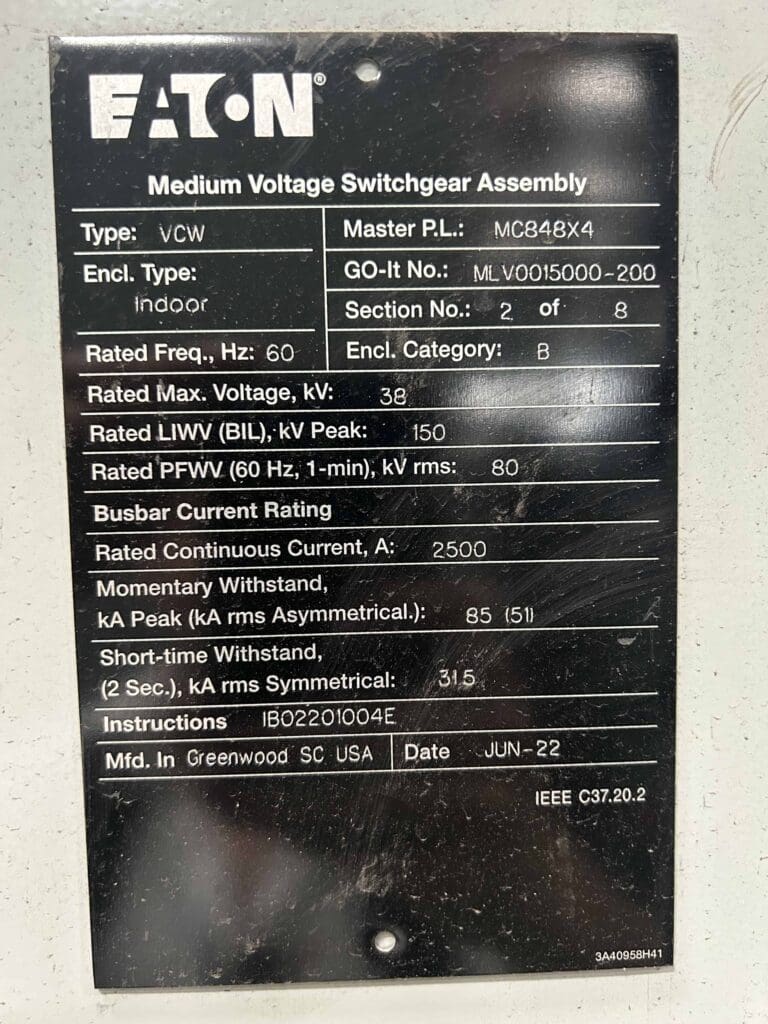 EATON®
Medium Voltage Switchgear Assembly
Type: VCW
Master P.L.: MC848X4
Encl. Type:
Indoor
GO-It No.: MLV0015000-200
Section No.: 2 of 8
Rated Freq., Hz: 60
Encl. Category: B
Rated Max. Voltage, kV: 38
Rated LIWV (BIL), kV Peak: 150
Rated PFWV (60 Hz, 1-min), kV rms: 80
Busbar Current Rating
Rated Continuous Current, A: 2500
Momentary Withstand,
kA Peak (kA rms Asymmetrical.): 85 (51)
Short-time Withstand,
(2 Sec.), kA rms Symmetrical: 31.5
Instructions IB02201004E
Mfd. In Greenwood SC USA Date JUN-22
IEEE C37.20.2
3A40958H41